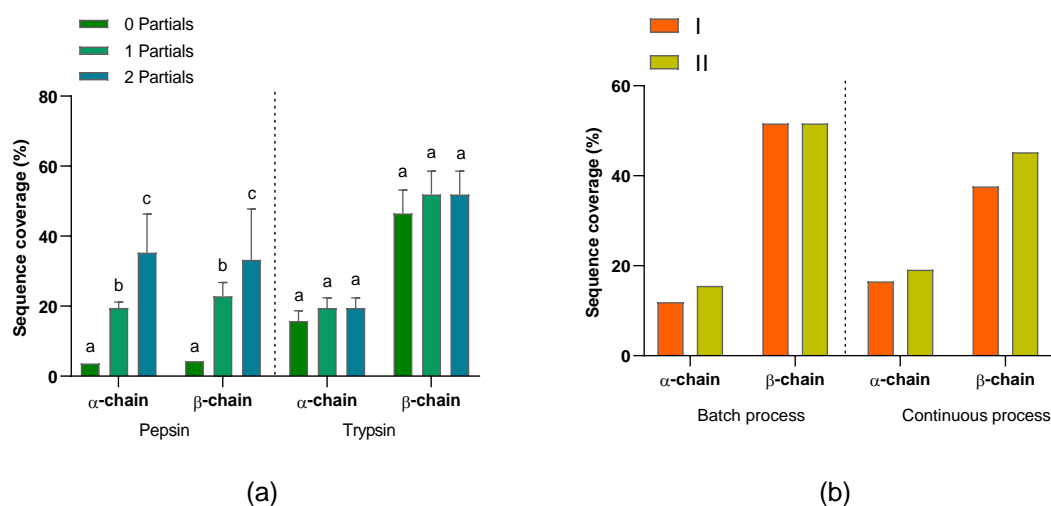 0 Partials
1 Partials
2 Partials
Sequence coverage (%)
80
60
40
20
0
a
b
c
a
b
c
a
a
a
a
a
a
α-chain
β-chain
α-chain
β-chain
Pepsin
Trypsin
(a)
I
II
Sequence coverage (%)
60
40
20
0
α-chain
β-chain
α-chain
β-chain
Batch process
Continuous process
(b)